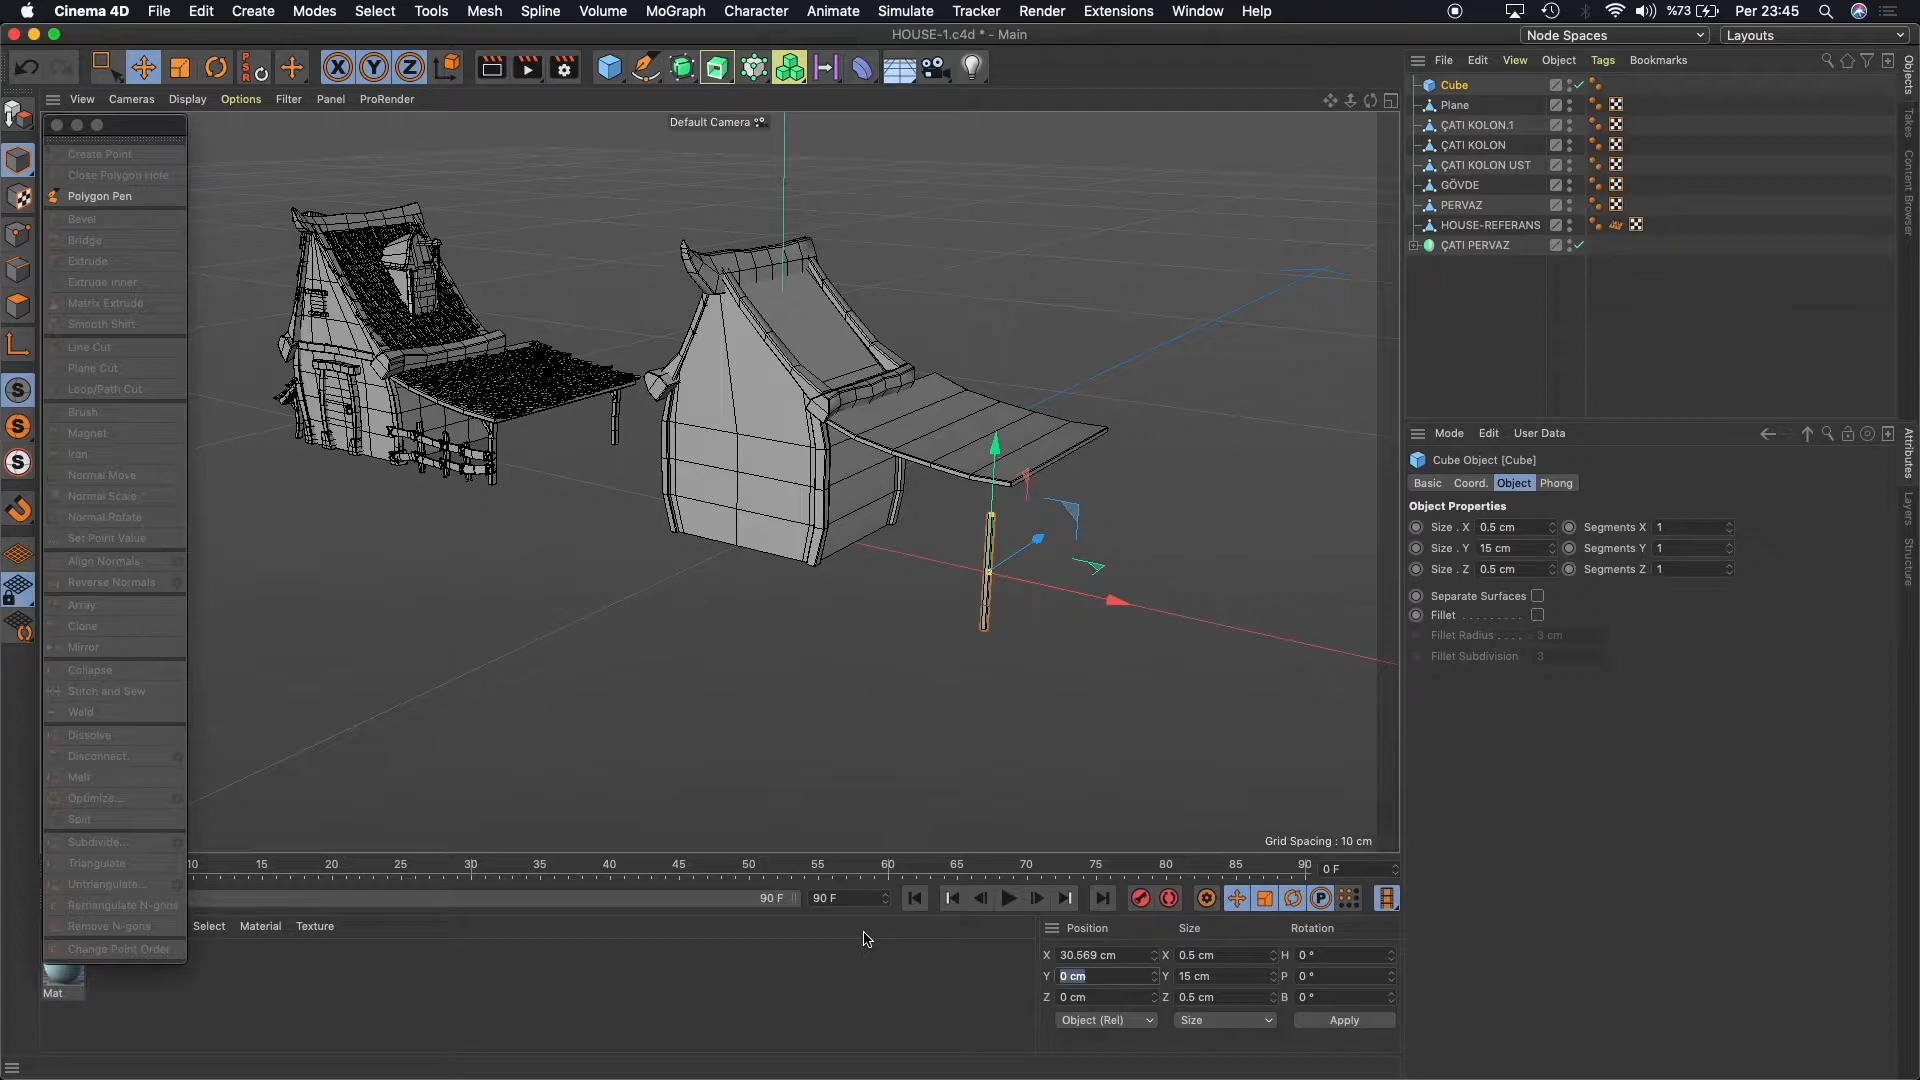 Cinema 4D File Edit Create Modes Select Tools Mesh Spline Volume MoGraph Character Animate Simulate Tracker Render Extensions Window Help %73 Per 23:45
HOUSE-1.c4d * - Main
Node Spaces Layouts
X Y Z
File Edit View Object Tags Bookmarks
View Cameras Display Options Filter Panel ProRender
Default Camera
Create Point
Close Polygon Hole
Polygon Pen
Bevel
Bridge
Extrude
Extrude Inner
Matrix Extrude
Smooth Shift
Line Cut
Plane Cut
Loop/Path Cut
Brush
Magnet
Iron
Normal Move
Normal Scale
Normal Rotate
Set Point Value
Align Normals
Reverse Normals
Array
Clone
Mirror
Collapse
Stitch and Sew
Weld
Dissolve
Disconnect...
Melt
Optimize...
Split
Subdivide...
Triangulate
Untriangulate...
Retriangulate N-gons
Remove N-gons
Change Point Order
Cube
Plane
ÇATI KOLON.1
ÇATI KOLON
ÇATI KOLON UST
GÖVDE
PERVAZ
HOUSE-REFERANS
ÇATI PERVAZ
Objects
Takes
Content Browser
Attributes
Layers
Structure
Mode Edit User Data
Cube Object [Cube]
Basic Coord. Object Phong
Object Properties
Size . X 0.5 cm Segments X 1
Size . Y 15 cm Segments Y 1
Size . Z 0.5 cm Segments Z 1
Separate Surfaces
Fillet . . . . . . . . .
Fillet Radius . . . . 3 cm
Fillet Subdivision 3
Grid Spacing : 10 cm
10 15 20 25 30 35 40 45 50 55 60 65 70 75 80 85 90 0 F
90 F 90 F
Select Material Texture
Mat
Position Size Rotation
X 30.569 cm X 0.5 cm H 0 °
Y 0 cm Y 15 cm P 0 °
Z 0 cm Z 0.5 cm B 0 °
Object (Rel) Size Apply